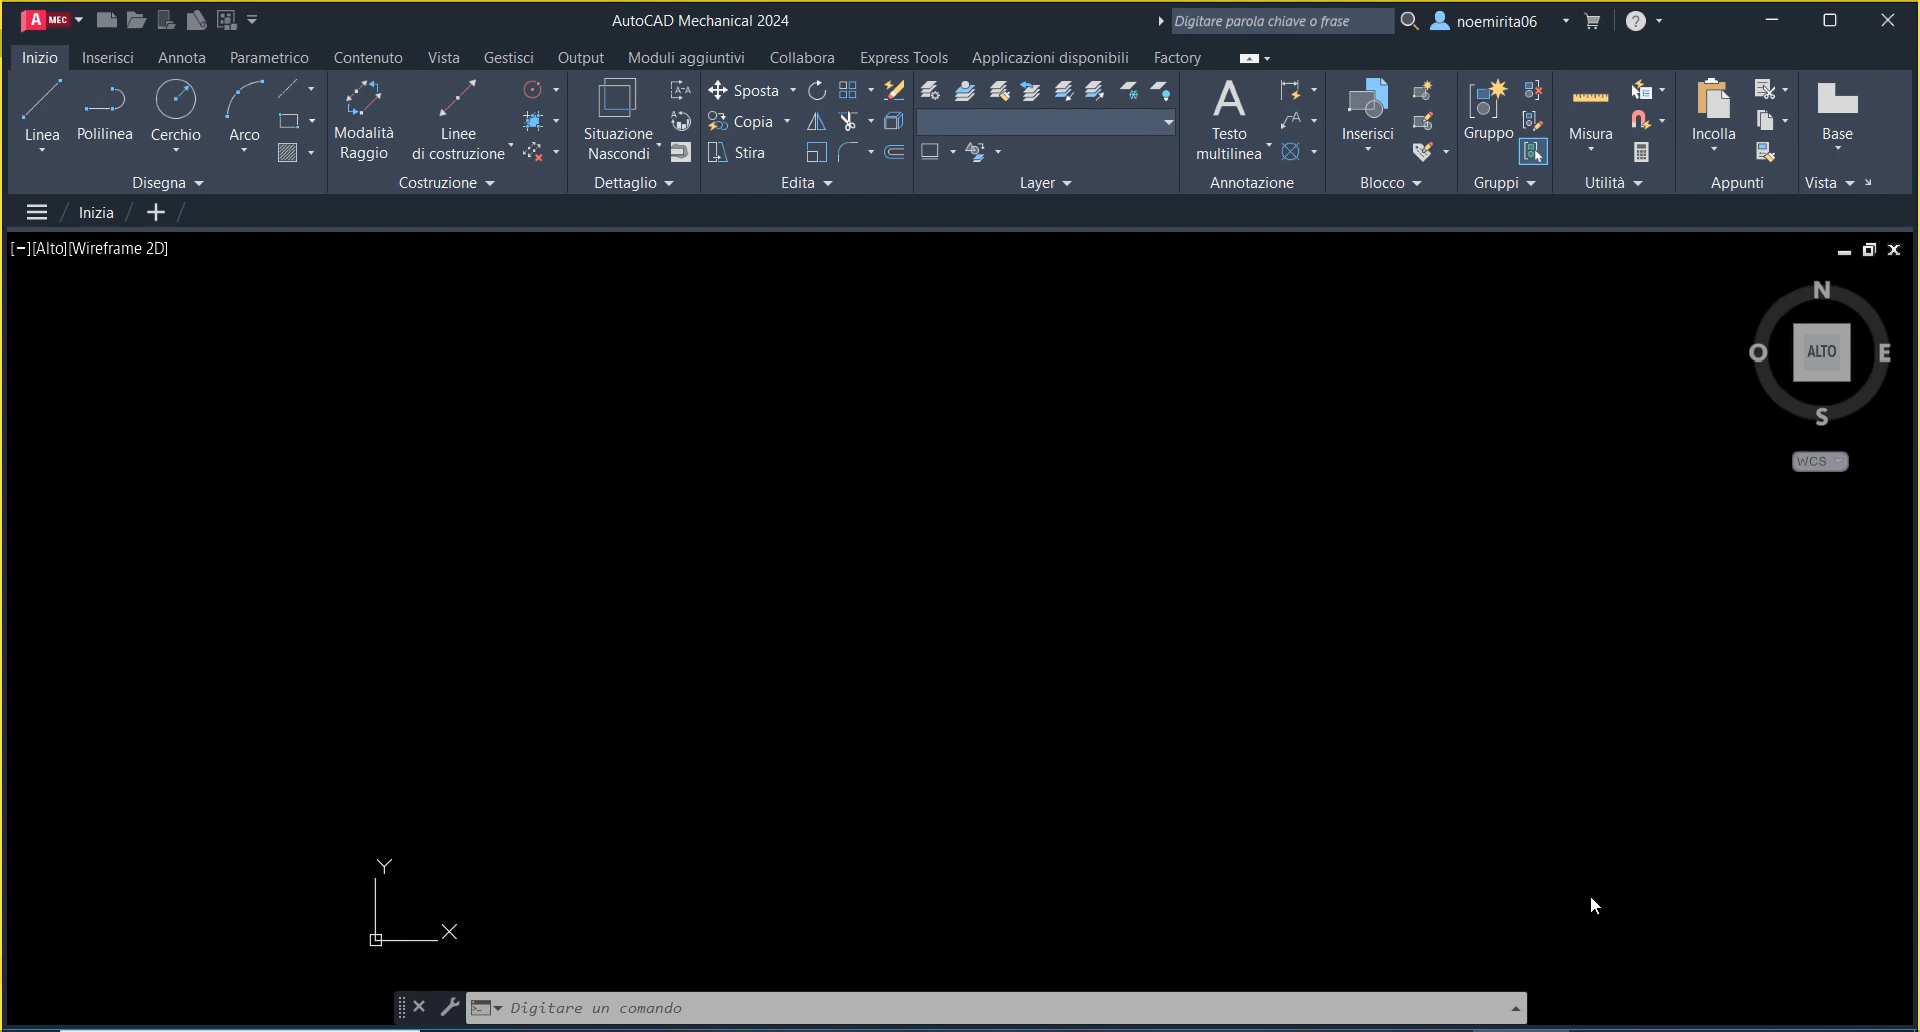 A MEC AutoCAD Mechanical 2024 Digitare parola chiave o frase noemirita06 ?
Inizio Inserisci Annota Parametrico Contenuto Vista Gestisci Output Moduli aggiuntivi Collabora Express Tools Applicazioni disponibili Factory
Linea Polilinea Cerchio Arco
Modalità Raggio
Linee di costruzione
Situazione Nascondi
Sposta
Copia
Stira
A
Testo multilinea
Inserisci
Gruppo
Misura
Incolla
Base
Disegna Costruzione Dettaglio Edita Layer Annotazione Blocco Gruppi Utilità Appunti Vista
Inizia
[−][Alto][Wireframe 2D]
N
O ALTO E
S
WCS
Y
X
Digitare un comando